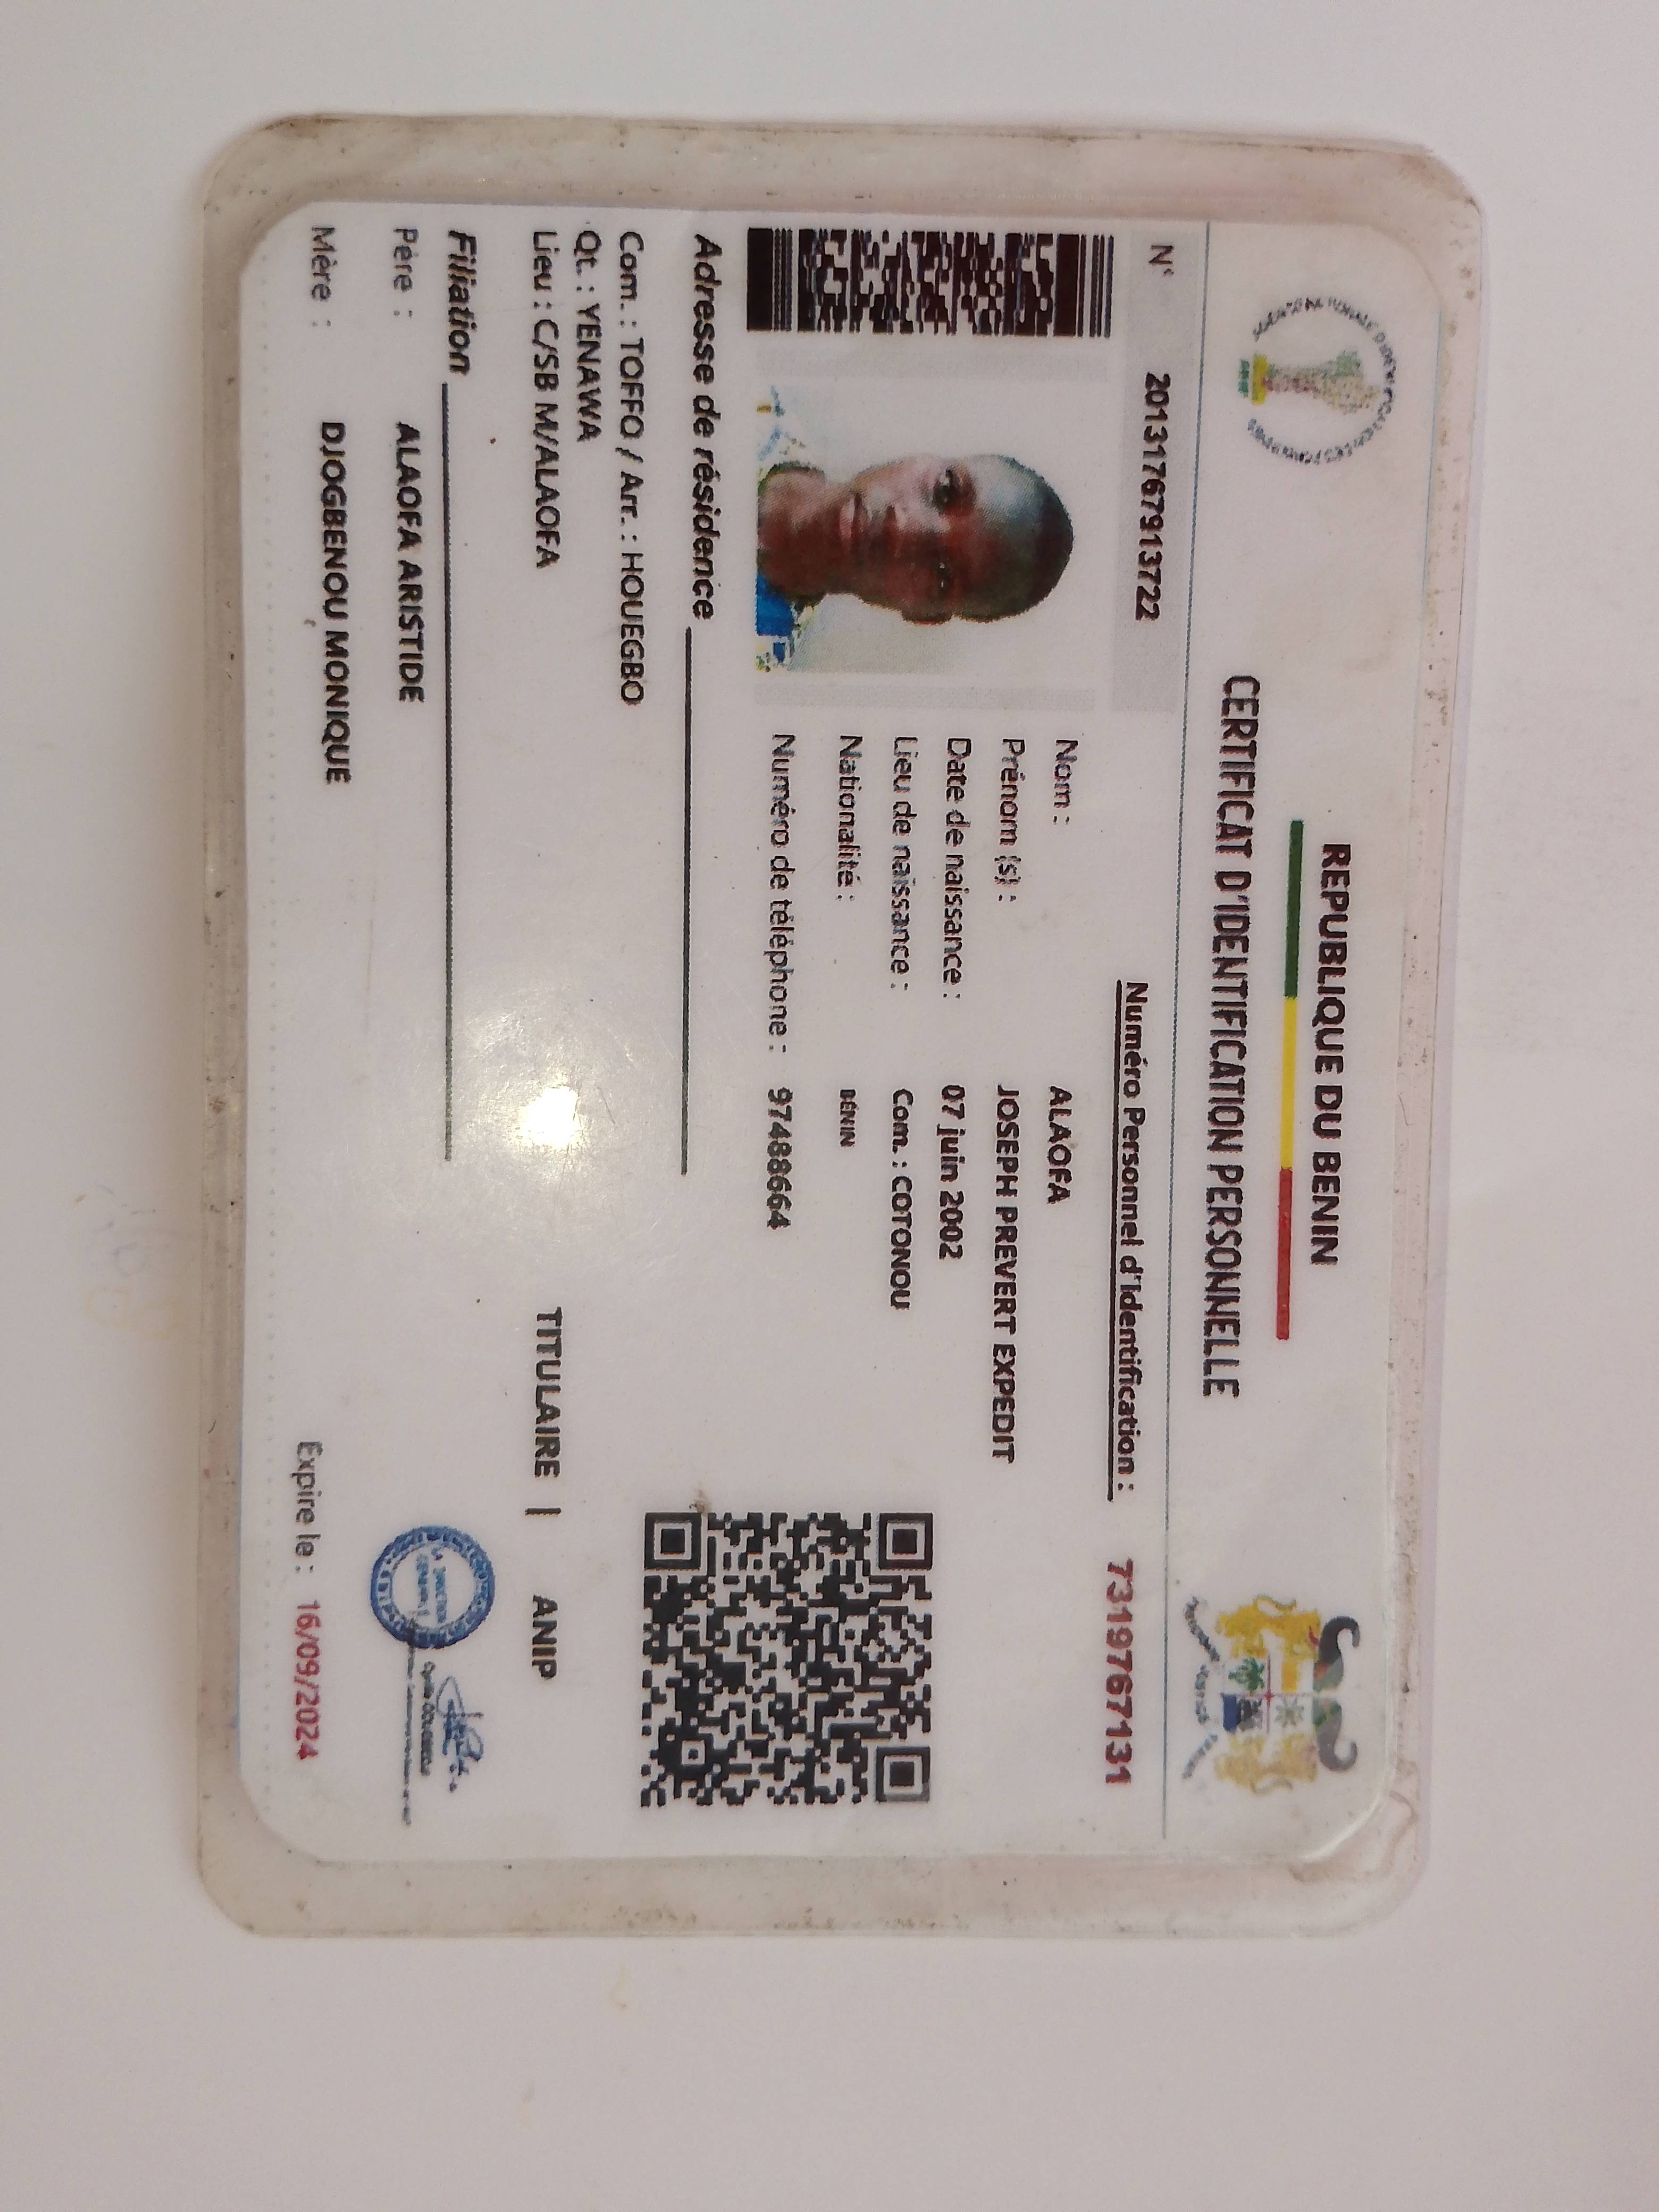 REPUBLIQUE DU BENIN
CERTIFICAT D'IDENTIFICATION PERSONNELLE
N° 20131767913722
Numéro Personnel d'Identification : 7319767131
Nom : ALAOFA
Prénom (s) : JOSEPH PREVERT EXPEDIT
Date de naissance : 07 juin 2002
Lieu de naissance : Com. : COTONOU
Nationalité : BÉNIN
Numéro de téléphone : 97488664
Adresse de résidence
Com. : TOFFO / Arr. : HOUEGBO
Qt. : YENAWA
Lieu : C/SB M/ALAOFA
TITULAIRE | ANIP
Filiation
Père : ALAOFA ARISTIDE
Mère : DJOGBENOU MONIQUE
Expire le : 16/09/2024